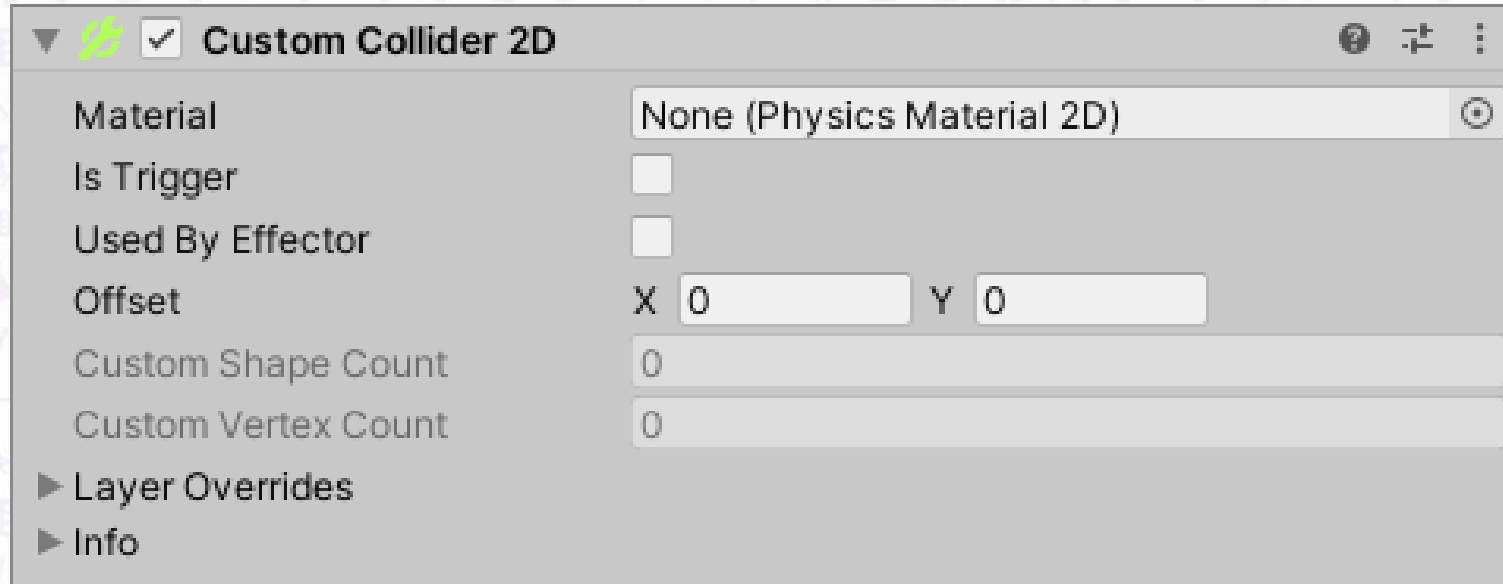 Custom Collider 2D
Material None (Physics Material 2D)
Is Trigger
Used By Effector
Offset X 0 Y 0
Custom Shape Count 0
Custom Vertex Count 0
Layer Overrides
Info